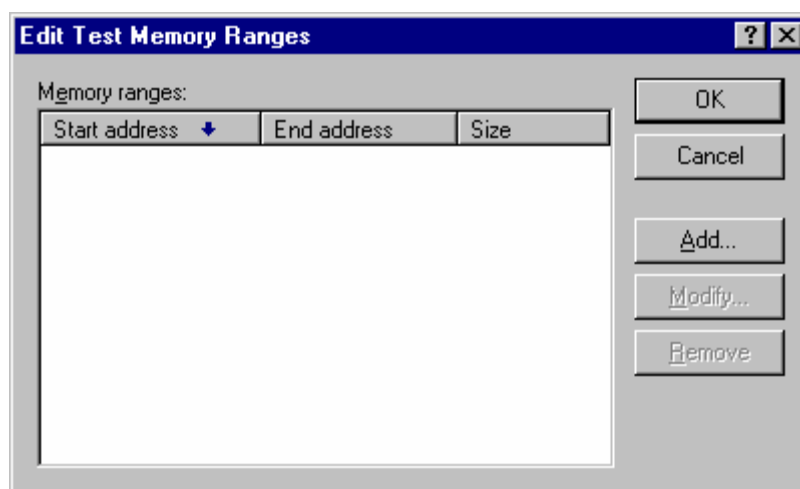 Edit Test Memory Ranges
Memory ranges:
Start address End address Size
OK
Cancel
Add...
Modify...
Remove